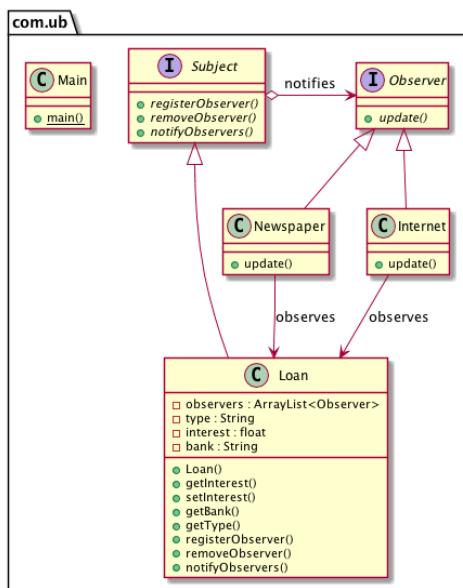 com.ub
C Main
main()
I Subject
registerObserver()
removeObserver()
notifyObservers()
notifies
I Observer
update()
C Newspaper
update()
C Internet
update()
observes
observes
C Loan
observers : ArrayList<Observer>
type : String
interest : float
bank : String
Loan()
getInterest()
setInterest()
getBank()
getType()
registerObserver()
removeObserver()
notifyObservers()